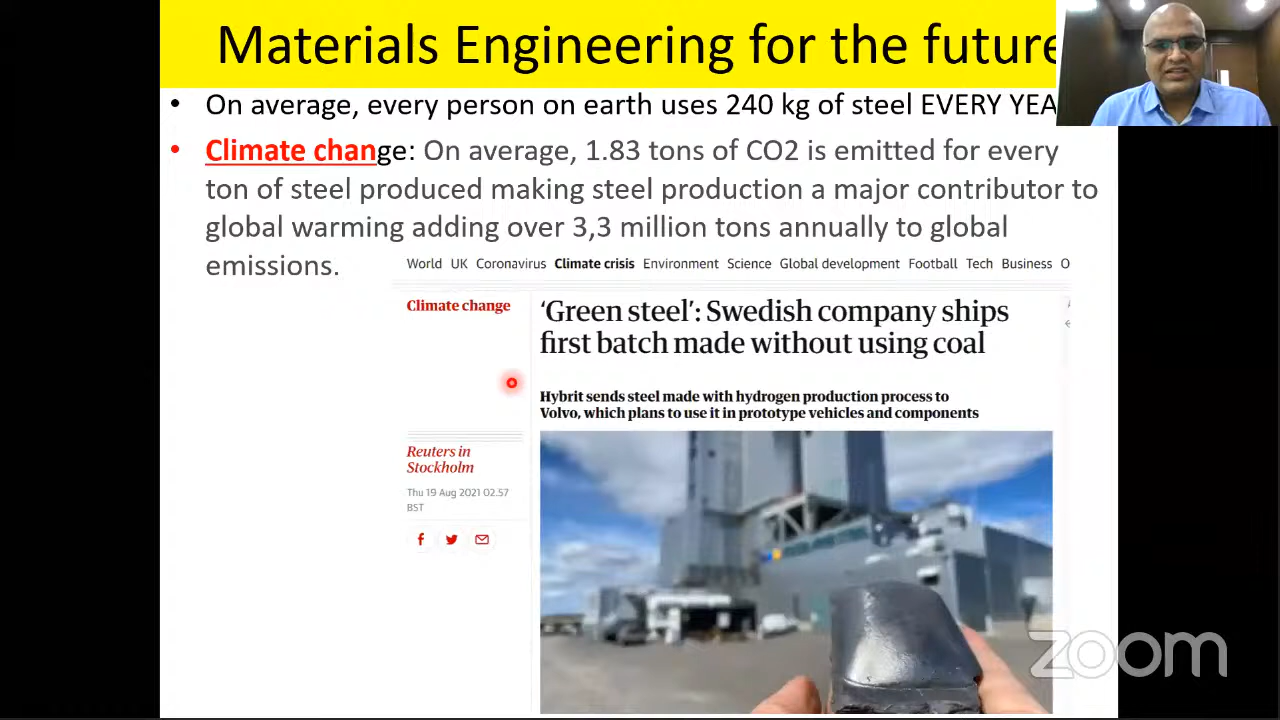 Materials Engineering for the future
• On average, every person on earth uses 240 kg of steel EVERY YEA
• Climate change: On average, 1.83 tons of CO2 is emitted for every
ton of steel produced making steel production a major contributor to
global warming adding over 3,3 million tons annually to global
emissions.
World UK Coronavirus Climate crisis Environment Science Global development Football Tech Business O
Climate change
‘Green steel’: Swedish company ships
first batch made without using coal
Hybrit sends steel made with hydrogen production process to
Volvo, which plans to use it in prototype vehicles and components
Reuters in
Stockholm
Thu 19 Aug 2021 02.57
BST
zoom